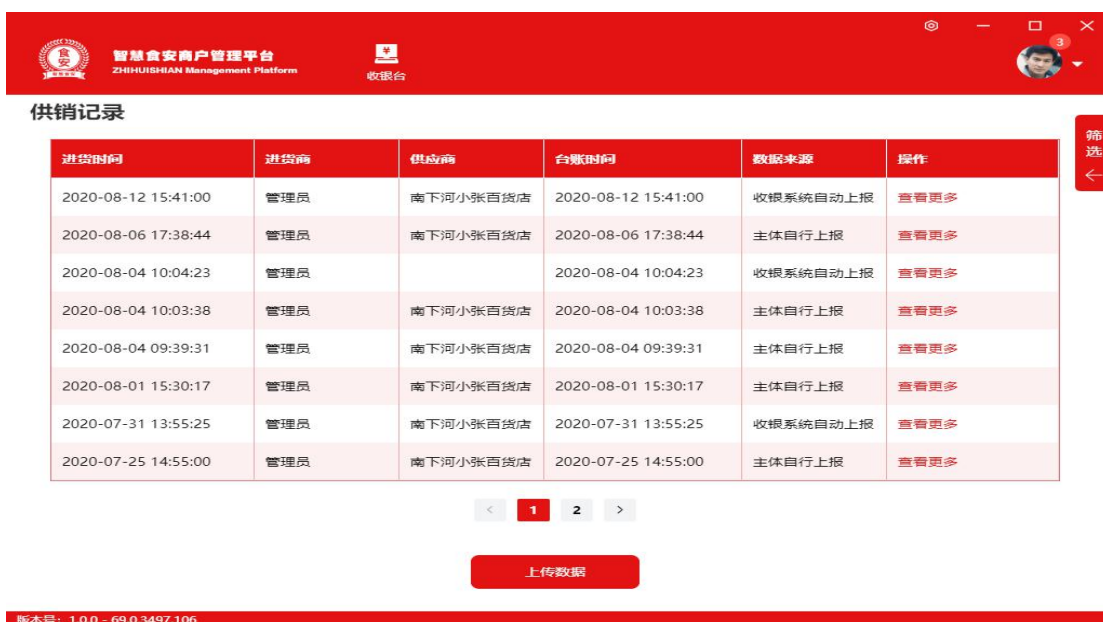 食安
智慧食安商户管理平台
ZHIHUISHIAN Management Platform
¥
收银台
3
供销记录
筛选
进货时间 进货商 供应商 台账时间 数据来源 操作
2020-08-12 15:41:00 管理员 南下河小张百货店 2020-08-12 15:41:00 收银系统自动上报 查看更多
2020-08-06 17:38:44 管理员 南下河小张百货店 2020-08-06 17:38:44 主体自行上报 查看更多
2020-08-04 10:04:23 管理员 2020-08-04 10:04:23 收银系统自动上报 查看更多
2020-08-04 10:03:38 管理员 南下河小张百货店 2020-08-04 10:03:38 主体自行上报 查看更多
2020-08-04 09:39:31 管理员 南下河小张百货店 2020-08-04 09:39:31 主体自行上报 查看更多
2020-08-01 15:30:17 管理员 南下河小张百货店 2020-08-01 15:30:17 主体自行上报 查看更多
2020-07-31 13:55:25 管理员 南下河小张百货店 2020-07-31 13:55:25 收银系统自动上报 查看更多
2020-07-25 14:55:00 管理员 南下河小张百货店 2020-07-25 14:55:00 主体自行上报 查看更多
< 1 2 >
上传数据
版本号: 1.0.0 - 69.0.3497.106